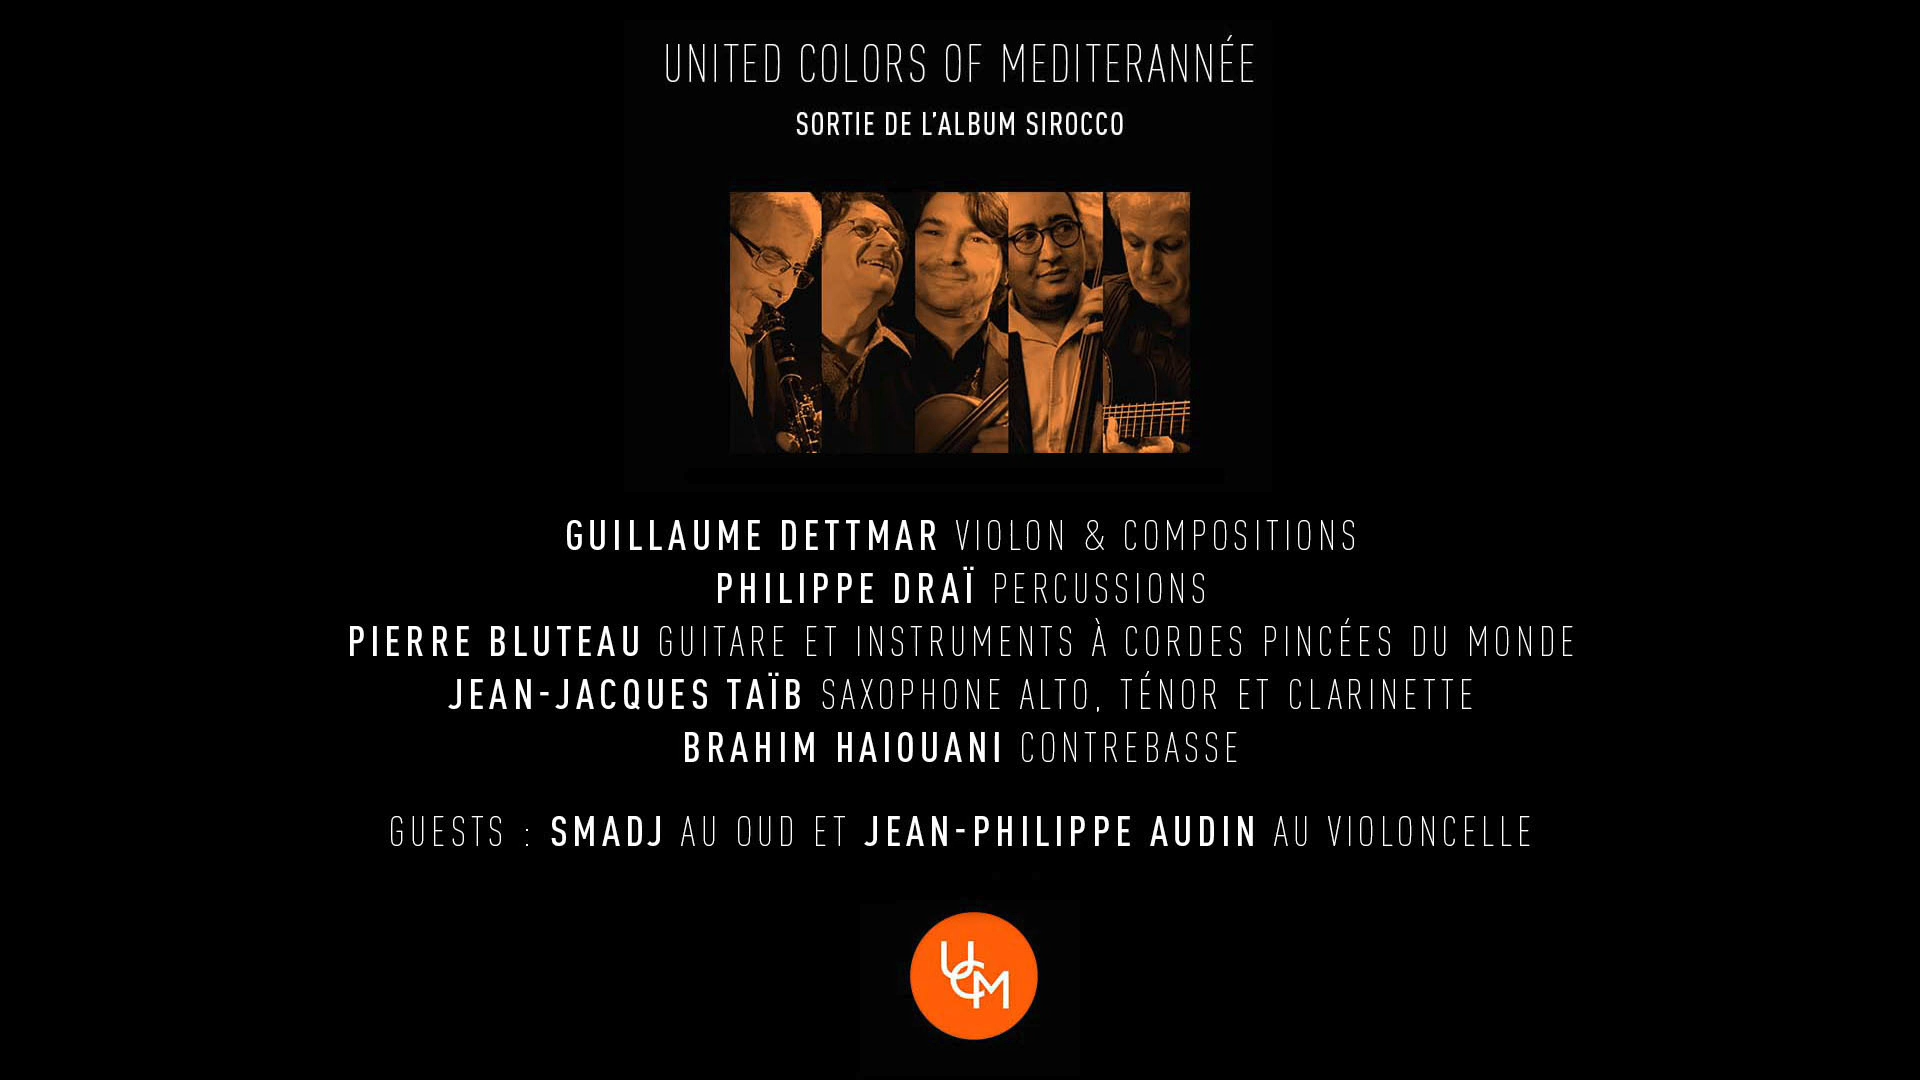 UNITED COLORS OF MEDITERANNÉE
SORTIE DE L'ALBUM SIROCCO
GUILLAUME DETTMAR VIOLON & COMPOSITIONS
PHILIPPE DRAÏ PERCUSSIONS
PIERRE BLUTEAU GUITARE ET INSTRUMENTS À CORDES PINCÉES DU MONDE
JEAN-JACQUES TAÏB SAXOPHONE ALTO, TÉNOR ET CLARINETTE
BRAHIM HAIOUANI CONTREBASSE
GUESTS : SMADJ AU OUD ET JEAN-PHILIPPE AUDIN AU VIOLONCELLE
UCM